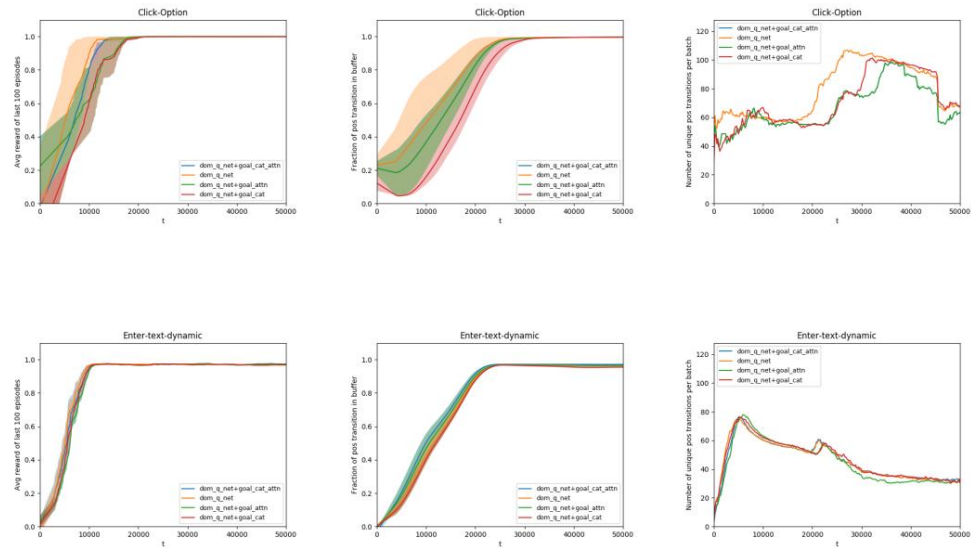 Click-Option
Avg reward of last 100 episodes
1.0
0.8
0.6
0.4
0.2
0.0
dom_q_net+goal_cat_attn
dom_q_net
dom_q_net+goal_attn
dom_q_net+goal_cat
0 10000 20000 30000 40000 50000
t
Click-Option
Fraction of pos transition in buffer
1.0
0.8
0.6
0.4
0.2
0.0
dom_q_net+goal_cat_attn
dom_q_net
dom_q_net+goal_attn
dom_q_net+goal_cat
0 10000 20000 30000 40000 50000
t
Click-Option
Number of unique pos transitions per batch
120
100
80
60
40
20
0
dom_q_net+goal_cat_attn
dom_q_net
dom_q_net+goal_attn
dom_q_net+goal_cat
0 10000 20000 30000 40000 50000
t
Enter-text-dynamic
Avg reward of last 100 episodes
1.0
0.8
0.6
0.4
0.2
0.0
dom_q_net+goal_cat_attn
dom_q_net
dom_q_net+goal_attn
dom_q_net+goal_cat
0 10000 20000 30000 40000 50000
t
Enter-text-dynamic
Fraction of pos transition in buffer
1.0
0.8
0.6
0.4
0.2
0.0
dom_q_net+goal_cat_attn
dom_q_net
dom_q_net+goal_attn
dom_q_net+goal_cat
0 10000 20000 30000 40000 50000
t
Enter-text-dynamic
Number of unique pos transitions per batch
120
100
80
60
40
20
0
dom_q_net+goal_cat_attn
dom_q_net
dom_q_net+goal_attn
dom_q_net+goal_cat
0 10000 20000 30000 40000 50000
t